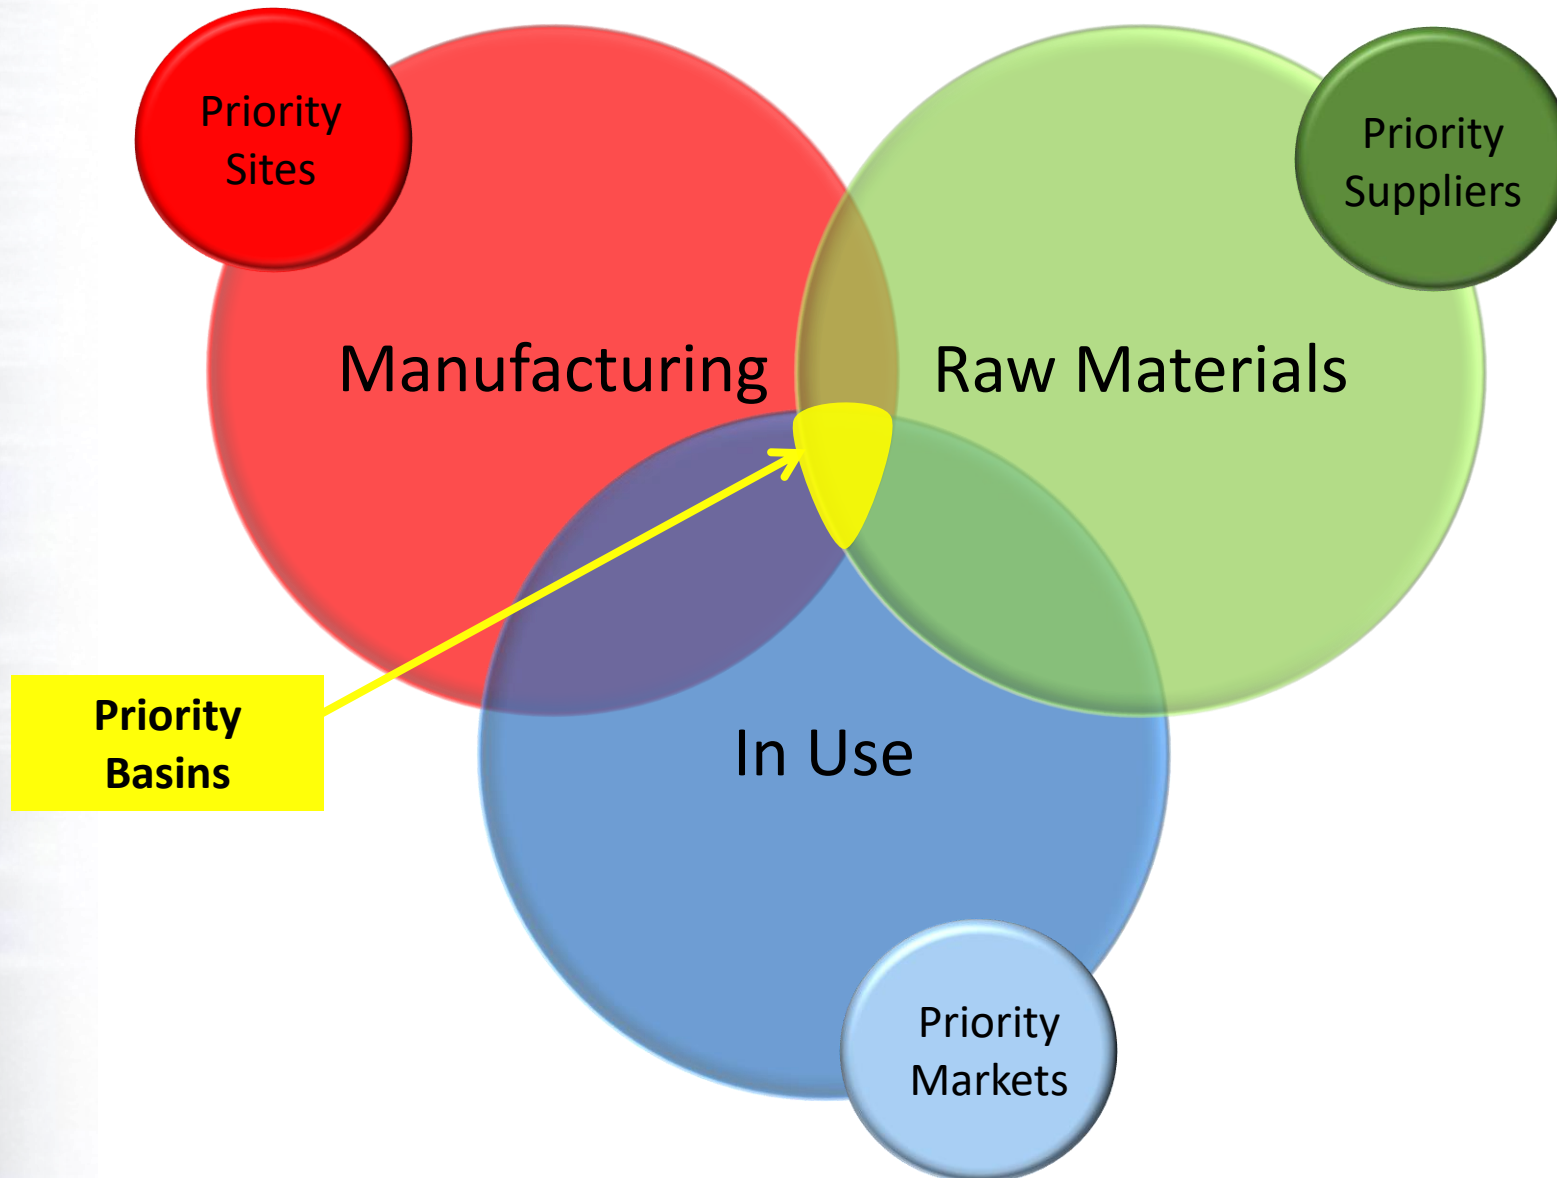 Priority
Sites
Priority
Suppliers
Manufacturing
Raw Materials
Priority
Basins
In Use
Priority
Markets